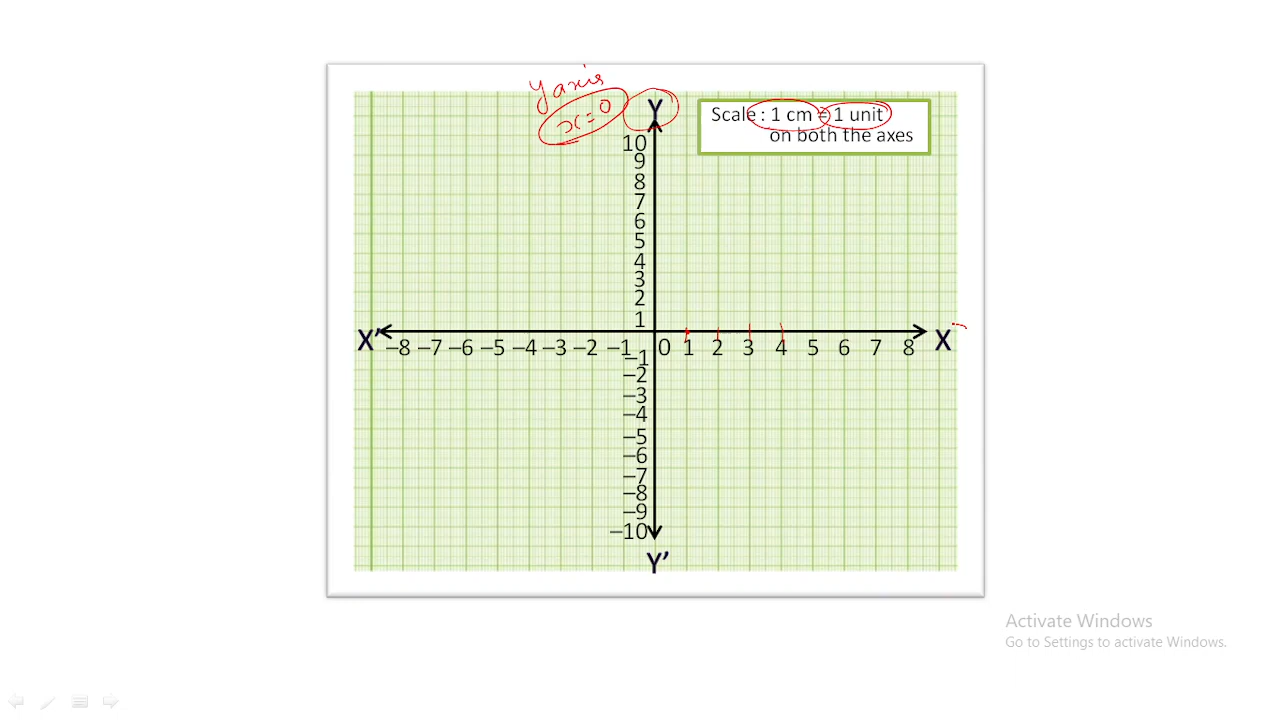 y axis
x = 0
Y
Scale : 1 cm = 1 unit
on both the axes
10
9
8
7
6
5
4
3
2
1
X' –8 –7 –6 –5 –4 –3 –2 –1 0 1 2 3 4 5 6 7 8 X
–1
–2
–3
–4
–5
–6
–7
–8
–9
–10
Y'
Activate Windows
Go to Settings to activate Windows.